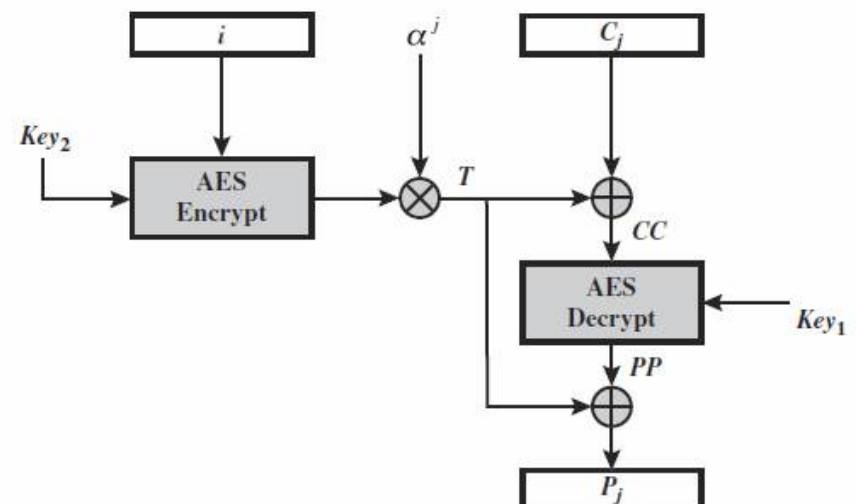 i
α^j
C_j
Key_2
AES
Encrypt
T
CC
AES
Decrypt
Key_1
PP
P_j